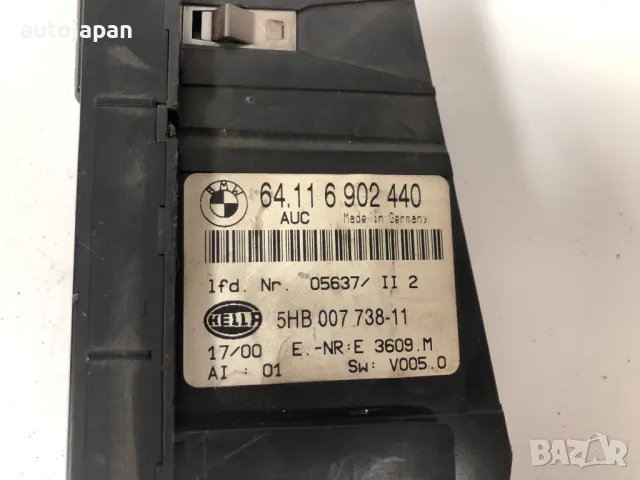 autojapan
BMW
64.11 6 902 440
AUC Made in Germany
lfd. Nr. 05637/ II 2
HELLA 5HB 007 738-11
17/00 E.-NR:E 3609.M
AI : 01 SW: V005.0
BAZAR
bg